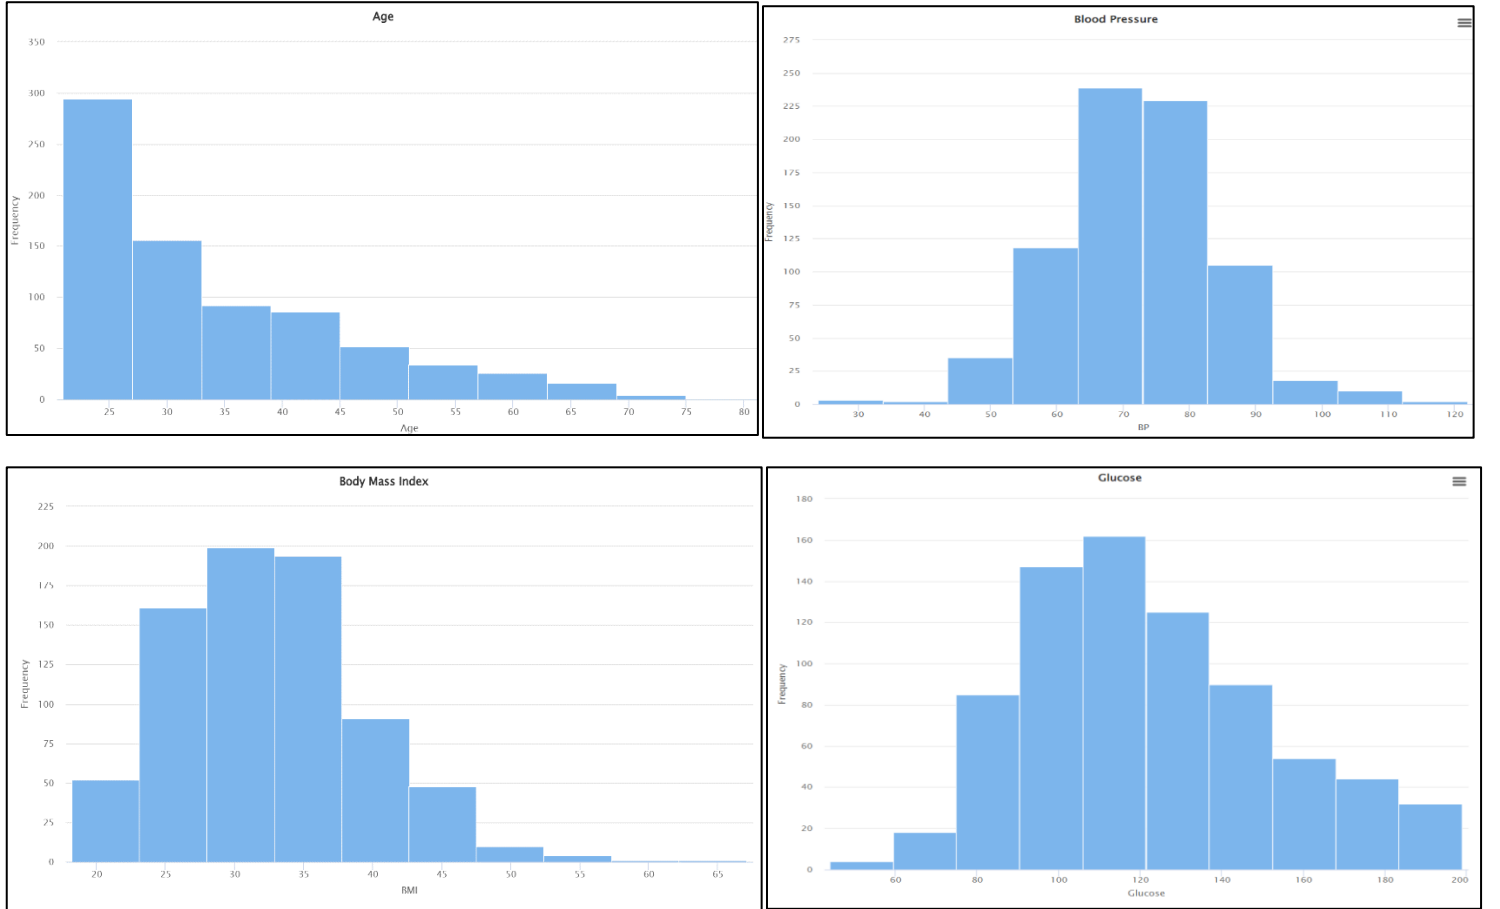 Age
350
300
250
200
150
100
50
0
Frequency
25 30 35 40 45 50 55 60 65 70 75 80
Age
Blood Pressure
275
250
225
200
175
150
125
100
75
50
25
0
Frequency
30 40 50 60 70 80 90 100 110 120
BP
Body Mass Index
225
200
175
150
125
100
75
50
25
0
Frequency
20 25 30 35 40 45 50 55 60 65
BMI
Glucose
180
160
140
120
100
80
60
40
20
0
Frequency
60 80 100 120 140 160 180 200
Glucose